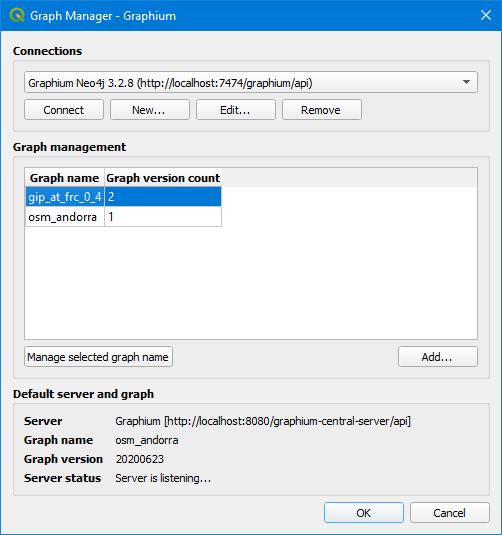 Graph Manager - Graphium
Connections
Graphium Neo4j 3.2.8 (http://localhost:7474/graphium/api)
Connect New... Edit... Remove
Graph management
Graph name Graph version count
gip_at_frc_0_4 2
osm_andorra 1
Manage selected graph name Add...
Default server and graph
Server Graphium [http://localhost:8080/graphium-central-server/api]
Graph name osm_andorra
Graph version 20200623
Server status Server is listening...
OK Cancel